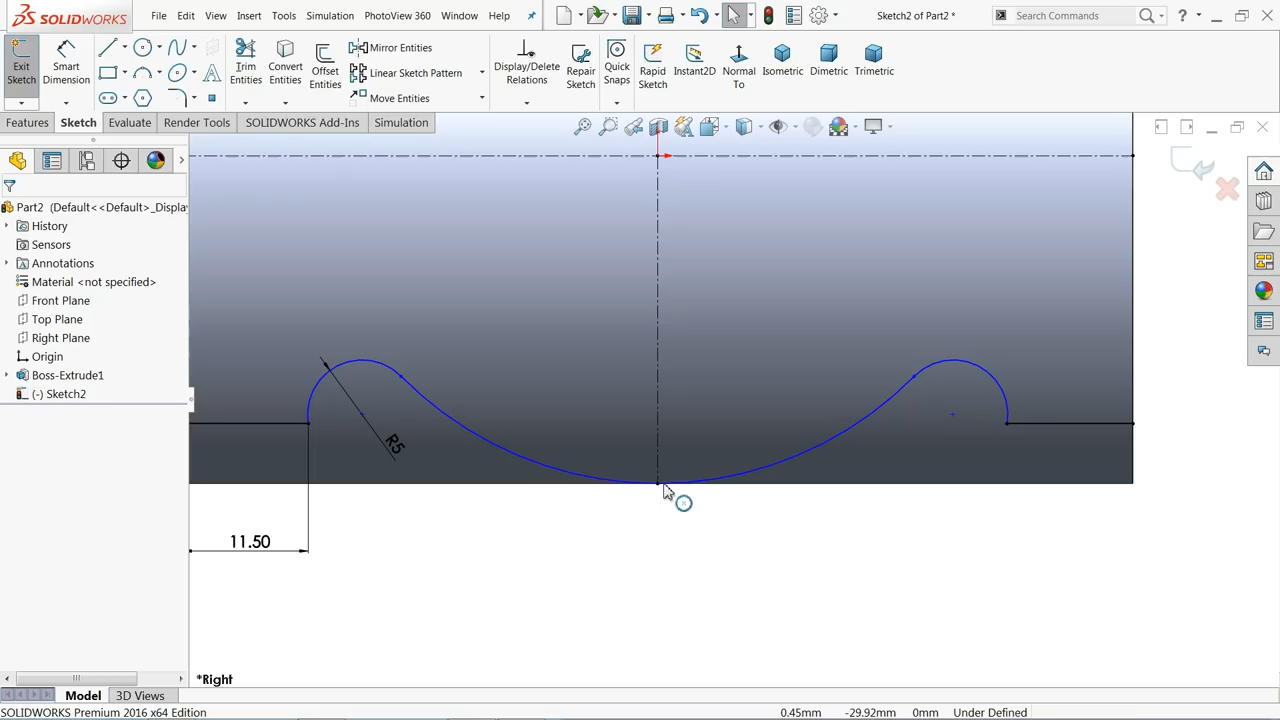 SOLIDWORKS
File Edit View Insert Tools Simulation PhotoView 360 Window Help
Sketch2 of Part2 *
Search Commands
Exit Sketch
Smart Dimension
Trim Entities
Convert Entities
Offset Entities
Mirror Entities
Linear Sketch Pattern
Move Entities
Display/Delete Relations
Repair Sketch
Quick Snaps
Rapid Sketch
Instant2D
Normal To
Isometric
Dimetric
Trimetric
Features Sketch Evaluate Render Tools SOLIDWORKS Add-Ins Simulation
Part2 (Default<<Default>_Display
History
Sensors
Annotations
Material <not specified>
Front Plane
Top Plane
Right Plane
Origin
Boss-Extrude1
(-) Sketch2
R5
11.50
*Right
Model 3D Views
SOLIDWORKS Premium 2016 x64 Edition
0.45mm -29.92mm 0mm Under Defined